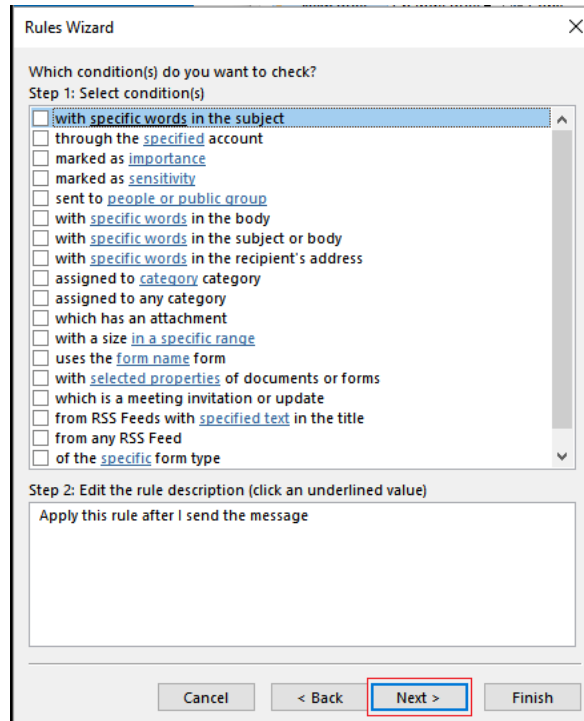 Rules Wizard
Which condition(s) do you want to check?
Step 1: Select condition(s)
with specific words in the subject
through the specified account
marked as importance
marked as sensitivity
sent to people or public group
with specific words in the body
with specific words in the subject or body
with specific words in the recipient's address
assigned to category category
assigned to any category
which has an attachment
with a size in a specific range
uses the form name form
with selected properties of documents or forms
which is a meeting invitation or update
from RSS Feeds with specified text in the title
from any RSS Feed
of the specific form type
Step 2: Edit the rule description (click an underlined value)
Apply this rule after I send the message
Cancel < Back Next > Finish